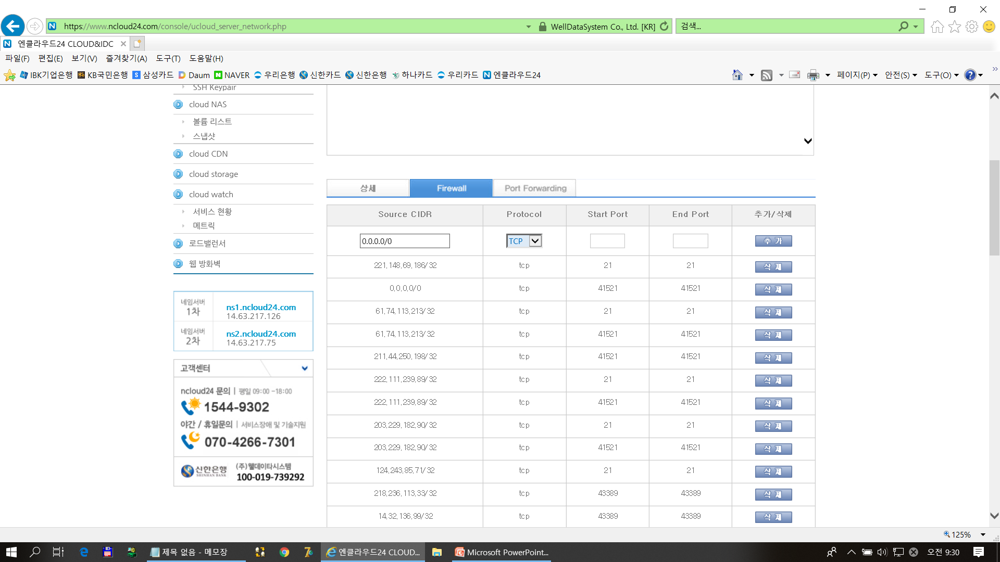 https://www.ncloud24.com/console/ucloud_server_network.php
WellDataSystem Co., Ltd. [KR]
검색...
엔클라우드24 CLOUD&IDC
파일(F) 편집(E) 보기(V) 즐겨찾기(A) 도구(T) 도움말(H)
IBK기업은행 KB국민은행 삼성카드 Daum NAVER 우리은행 신한카드 신한은행 하나카드 우리카드 엔클라우드24
페이지(P) 안전(S) 도구(O)
SSH Keypair
cloud NAS
볼륨 리스트
스냅샷
cloud CDN
cloud storage
cloud watch
서비스 현황
메트릭
로드밸런서
웹 방화벽
네임서버 1차
ns1.ncloud24.com
14.63.217.126
네임서버 2차
ns2.ncloud24.com
14.63.217.75
고객센터
ncloud24 문의 | 평일 09:00 ~18:00
1544-9302
야간 / 휴일문의 | 서비스장애 및 기술지원
070-4266-7301
신한은행 SHINHAN BANK
(주)웰데이타시스템
100-019-739292
상세 Firewall Port Forwarding
Source CIDR Protocol Start Port End Port 추가/삭제
0.0.0.0/0 TCP 추 가
221.148.69.186/32 tcp 21 21 삭 제
0.0.0.0/0 tcp 41521 41521 삭 제
61.74.113.213/32 tcp 21 21 삭 제
61.74.113.213/32 tcp 41521 41521 삭 제
211.44.250.198/32 tcp 41521 41521 삭 제
222.111.239.89/32 tcp 21 21 삭 제
222.111.239.89/32 tcp 41521 41521 삭 제
203.229.182.90/32 tcp 21 21 삭 제
203.229.182.90/32 tcp 41521 41521 삭 제
124.243.85.71/32 tcp 21 21 삭 제
218.236.113.33/32 tcp 43389 43389 삭 제
14.32.136.99/32 tcp 43389 43389 삭 제
125%
제목 없음 - 메모장
엔클라우드24 CLOUD...
Microsoft PowerPoint...
오전 9:30